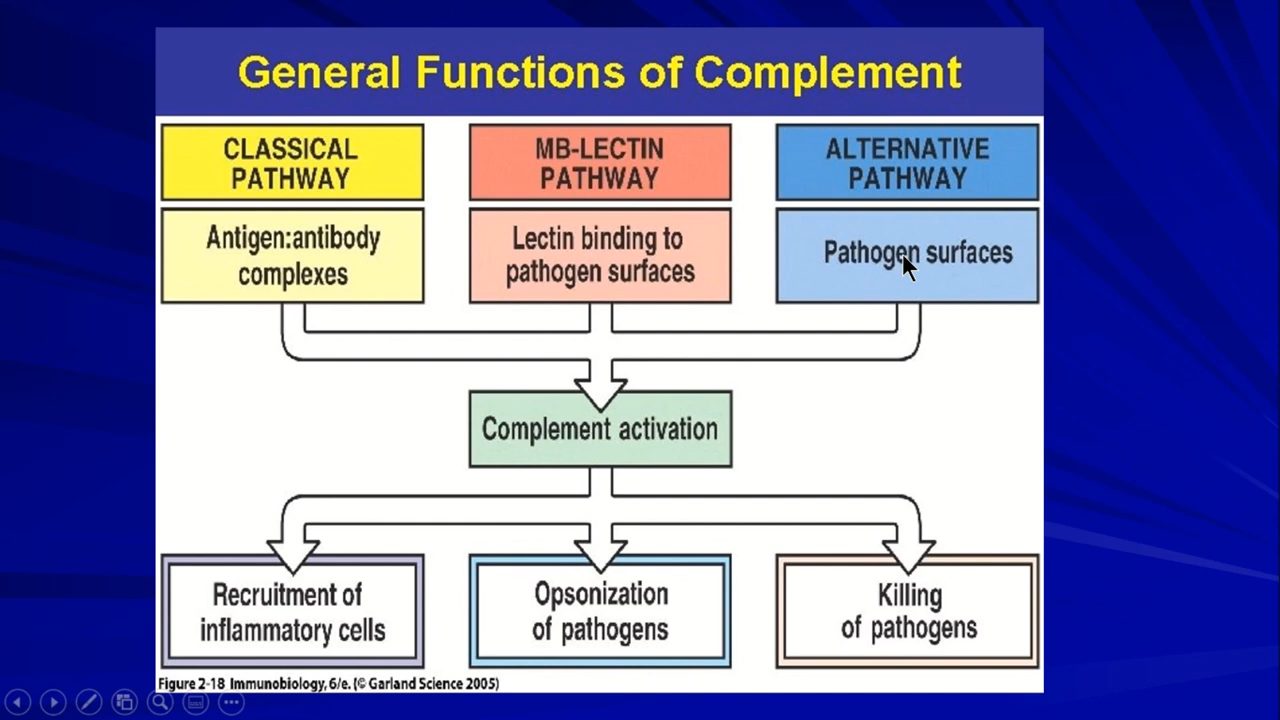 General Functions of Complement
CLASSICAL
PATHWAY
Antigen:antibody
complexes
MB-LECTIN
PATHWAY
Lectin binding to
pathogen surfaces
ALTERNATIVE
PATHWAY
Pathogen surfaces
Complement activation
Recruitment of
inflammatory cells
Opsonization
of pathogens
Killing
of pathogens
Figure 2-18 Immunobiology, 6/e. (© Garland Science 2005)